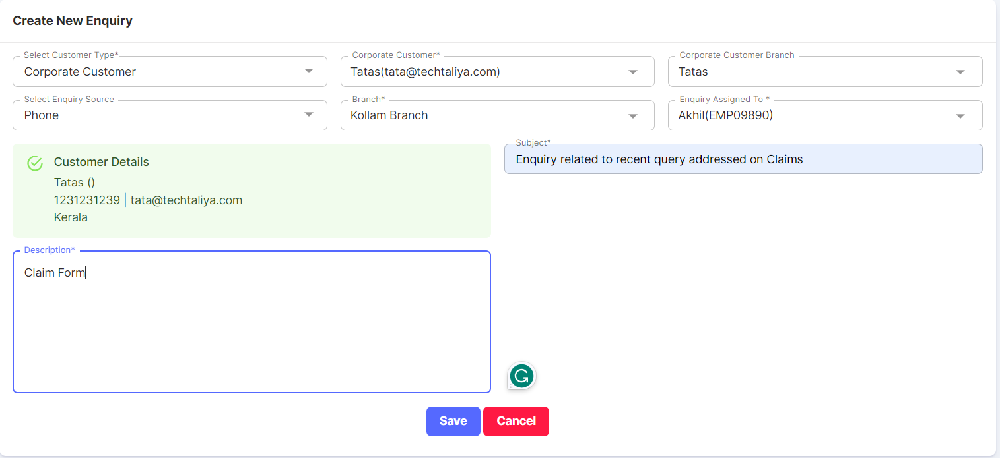 Create New Enquiry
Select Customer Type*
Corporate Customer
Corporate Customer*
Tatas(tata@techtaliya.com)
Corporate Customer Branch
Tatas
Select Enquiry Source
Phone
Branch*
Kollam Branch
Enquiry Assigned To *
Akhil(EMP09890)
Customer Details
Tatas ()
1231231239 | tata@techtaliya.com
Kerala
Subject*
Enquiry related to recent query addressed on Claims
Description*
Claim Form
G
Save
Cancel